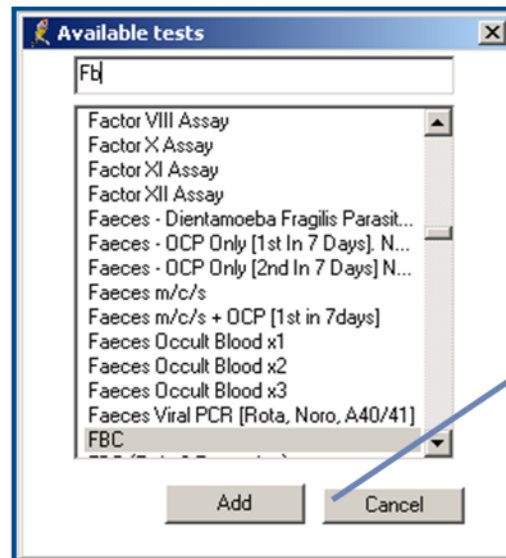 Available tests
Fb
Factor VIII Assay
Factor X Assay
Factor XI Assay
Factor XII Assay
Faeces - Dientamoeba Fragilis Parasit...
Faeces - OCP Only [1st In 7 Days]. N...
Faeces - OCP Only [2nd In 7 Days] N...
Faeces m/c/s
Faeces m/c/s + OCP [1st in 7days]
Faeces Occult Blood x1
Faeces Occult Blood x2
Faeces Occult Blood x3
Faeces Viral PCR [Rota, Noro, A40/41]
FBC
Add Cancel